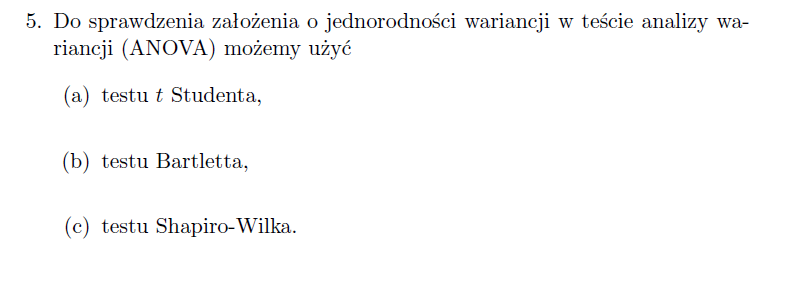 5. Do sprawdzenia założenia o jednorodności wariancji w teście analizy wa-
riancji (ANOVA) możemy użyć
(a) testu t Studenta,
(b) testu Bartletta,
(c) testu Shapiro-Wilka.